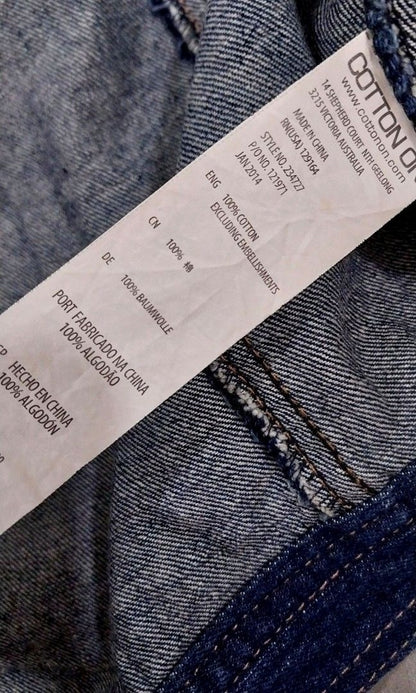 COTTON ON
www.cottonon.com
14 SHEPHERD COURT NTH GEELONG
3215 VICTORIA AUSTRALIA
MADE IN CHINA
RN(USA) 129164
STYLE NO. 234727
P/O NO. 121971
JAN 2014
ENG 100% COTTON
EXCLUDING EMBELLISHMENTS
CN 100% 棉
DE 100% BAUMWOLLE
PORT FABRICADO NA CHINA
100% ALGODÃO
HECHO EN CHINA
100% ALGODÓN